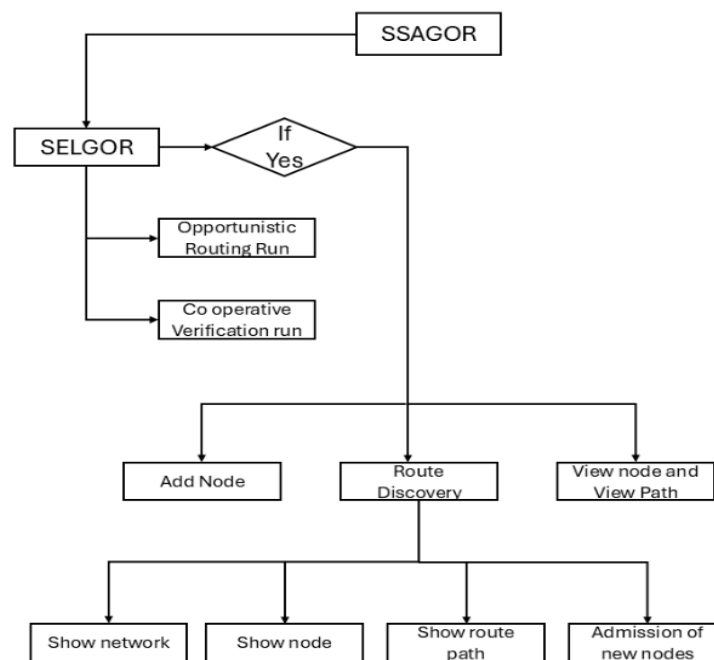 SSAGOR
SELGOR
If
Yes
Opportunistic
Routing Run
Co operative
Verification run
Add Node
Route
Discovery
View node and
View Path
Show network
Show node
Show route
path
Admission of
new nodes